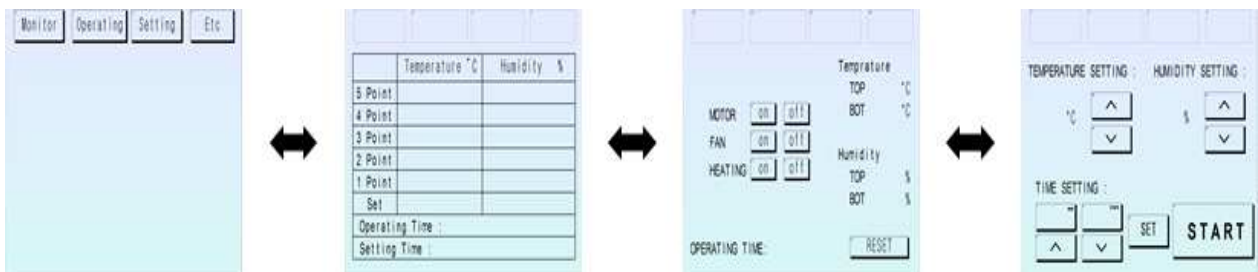 Monitor Operating Setting Etc
Temperature °C Humidity %
5 Point
4 Point
3 Point
2 Point
1 Point
Set
Operating Time :
Setting Time :
MOTOR on off
FAN on off
HEATING on off
Temprature
TOP °C
BOT °C
Humidity
TOP %
BOT %
OPERATING TIME: RESET
TEMPERATURE SETTING : HUMIDITY SETTING :
°C %
TIME SETTING :
SET START